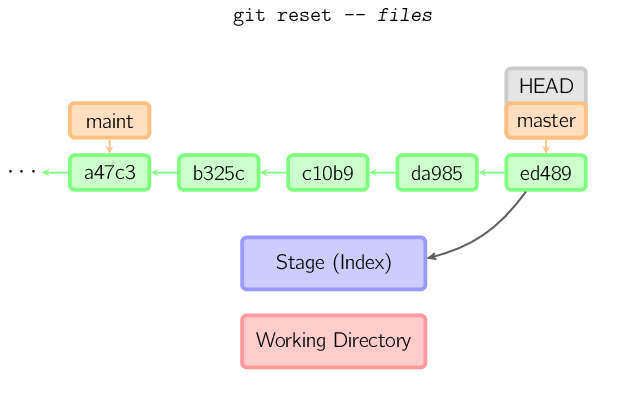 git reset -- files
HEAD
maint
master
··· a47c3 b325c c10b9 da985 ed489
Stage (Index)
Working Directory